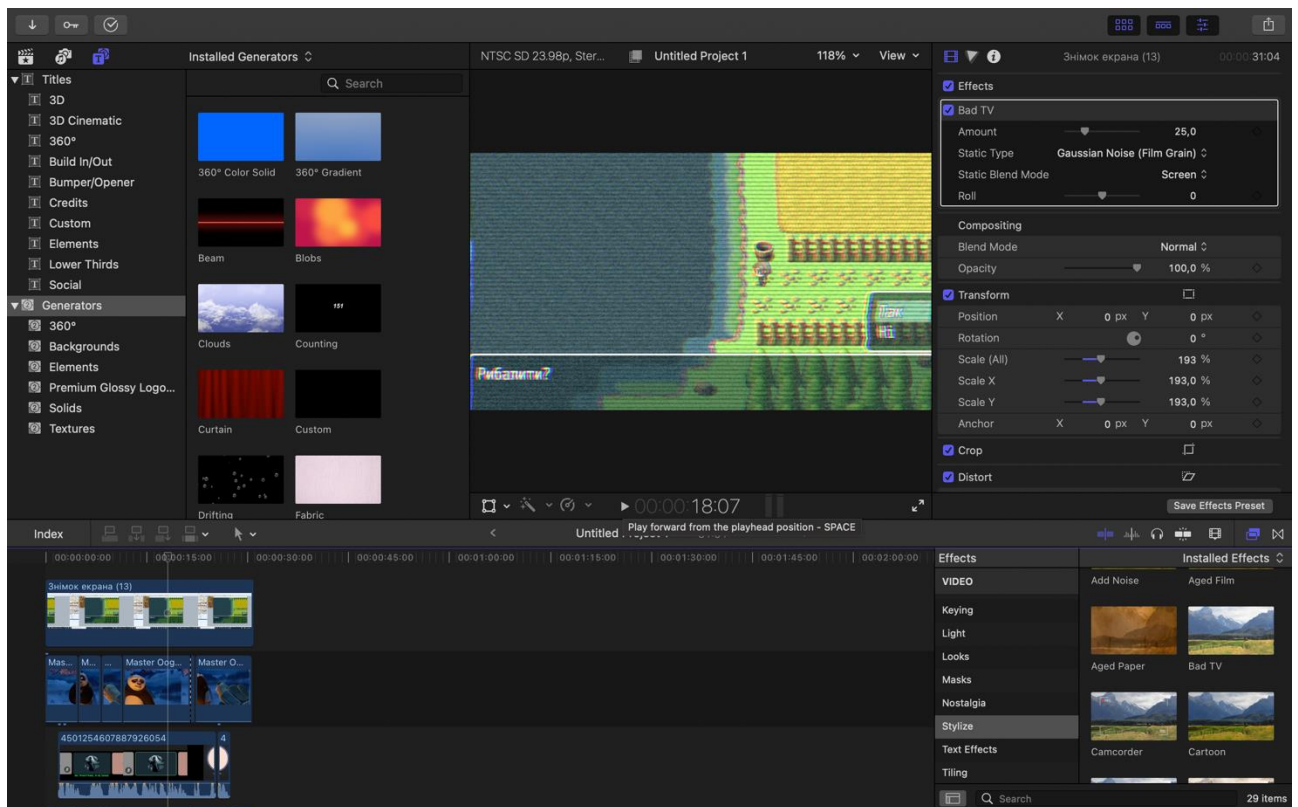 Installed Generators
NTSC SD 23.98p, Ster...
Untitled Project 1
118%
View
Знімок екрана (13)
00:00:31:04
Titles
3D
3D Cinematic
360°
Build In/Out
Bumper/Opener
Credits
Custom
Elements
Lower Thirds
Social
Generators
360°
Backgrounds
Elements
Premium Glossy Logo...
Solids
Textures
Search
360° Color Solid
360° Gradient
Beam
Blobs
151
Clouds
Counting
Curtain
Custom
Drifting
Fabric
Ні
Рибалити?
00:00:18:07
Play forward from the playhead position - SPACE
Effects
Bad TV
Amount 25,0
Static Type Gaussian Noise (Film Grain)
Static Blend Mode Screen
Roll 0
Compositing
Blend Mode Normal
Opacity 100,0 %
Transform
Position X 0 px Y 0 px
Rotation 0 °
Scale (All) 193 %
Scale X 193,0 %
Scale Y 193,0 %
Anchor X 0 px Y 0 px
Crop
Distort
Save Effects Preset
Index
Untitled
00:00:00:00
00:00:15:00
00:00:30:00
00:00:45:00
00:01:00:00
00:01:15:00
00:01:30:00
00:01:45:00
00:02:00:00
Знімок екрана (13)
Mas...
M...
...
Master Oog...
Master O...
4501254607887926054
4
Effects
Installed Effects
VIDEO
Keying
Light
Looks
Masks
Nostalgia
Stylize
Text Effects
Tiling
Add Noise
Aged Film
Aged Paper
Bad TV
Camcorder
Cartoon
Search
29 items